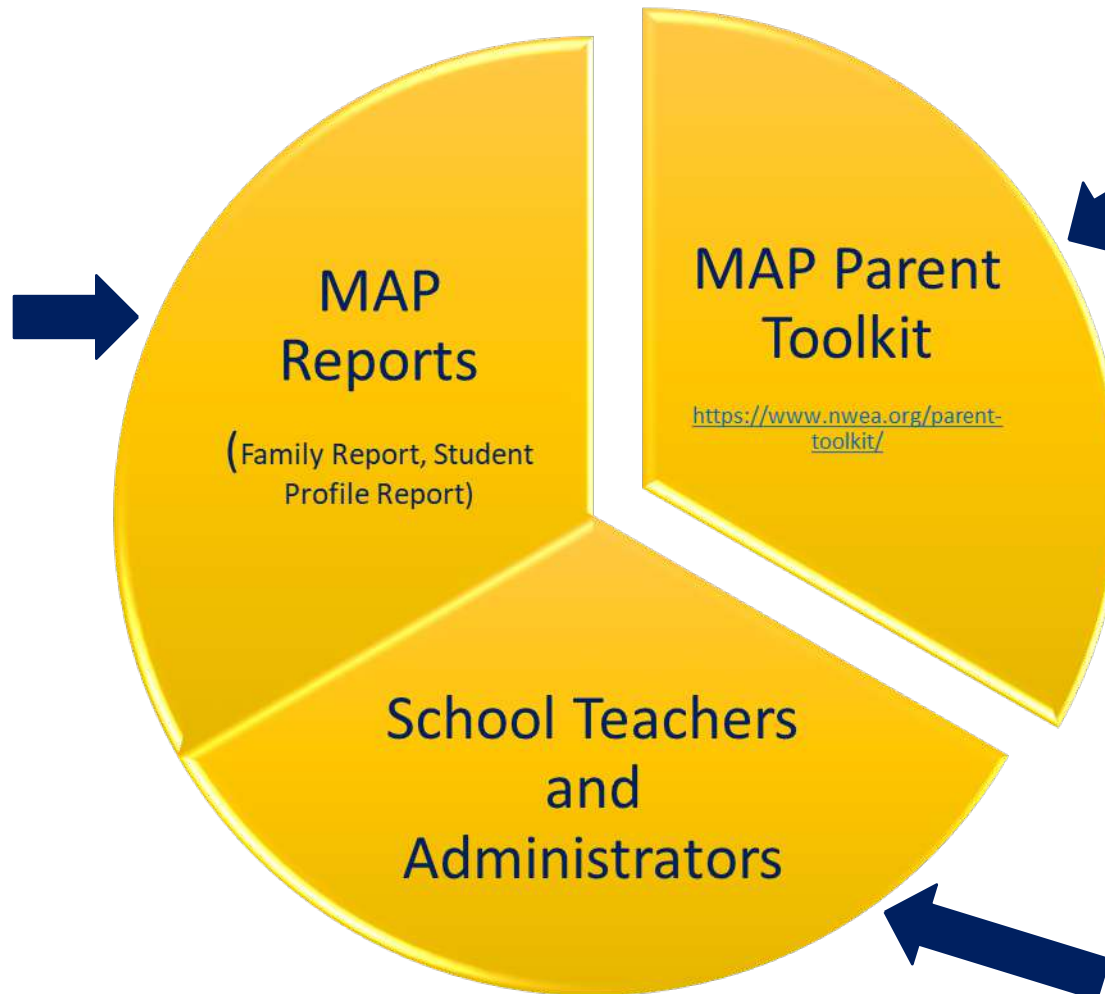 MAP
Reports
(Family Report, Student
Profile Report)
MAP Parent
Toolkit
https://www.nwea.org/parent-
toolkit/
School Teachers
and
Administrators